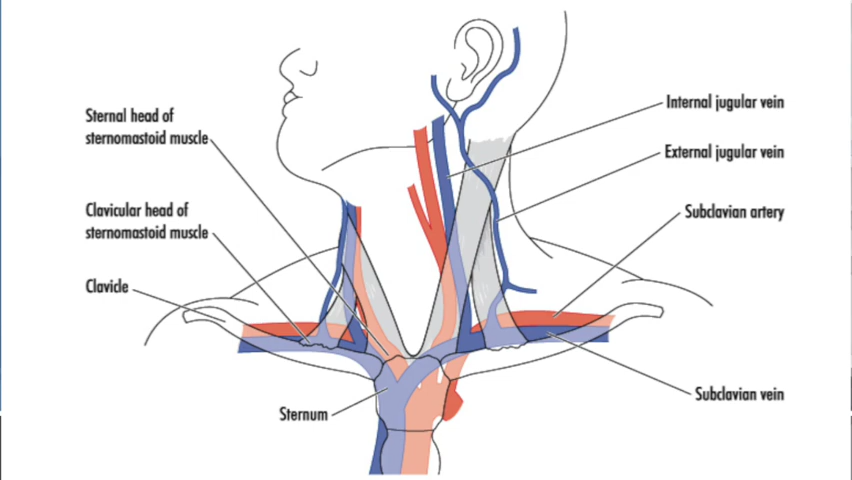 Sternal head of
sternomastoid muscle
Clavicular head of
sternomastoid muscle
Clavicle
Sternum
Internal jugular vein
External jugular vein
Subclavian artery
Subclavian vein